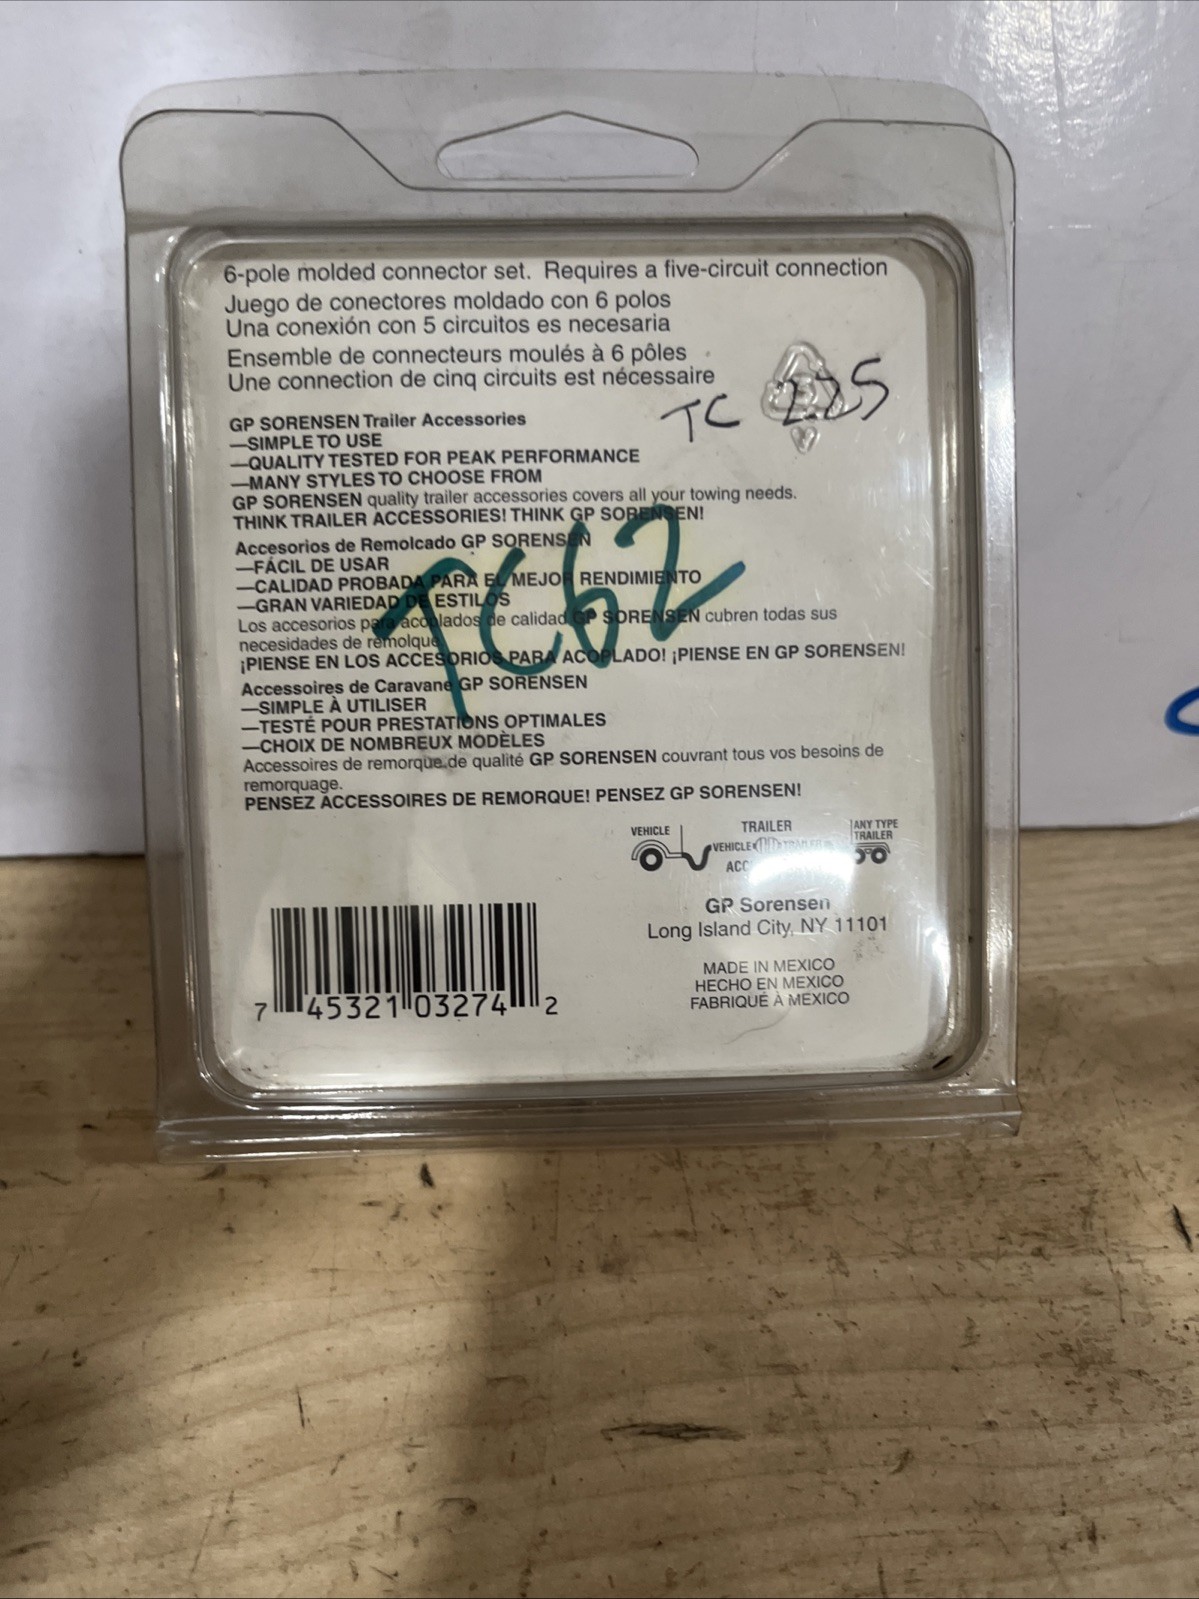 6-pole molded connector set. Requires a five-circuit connection
Juego de conectores moldado con 6 polos
Una conexión con 5 circuitos es necesaria
Ensemble de connecteurs moulés à 6 pôles
Une connection de cinq circuits est nécessaire
TC 225
GP SORENSEN Trailer Accessories
—SIMPLE TO USE
—QUALITY TESTED FOR PEAK PERFORMANCE
—MANY STYLES TO CHOOSE FROM
GP SORENSEN quality trailer accessories covers all your towing needs.
THINK TRAILER ACCESSORIES! THINK GP SORENSEN!
TC62
Accesorios de Remolcado GP SORENSEN
—FÁCIL DE USAR
—CALIDAD PROBADA PARA EL MEJOR RENDIMIENTO
—GRAN VARIEDAD DE ESTILOS
Los accesorios para acoplados de calidad GP SORENSEN cubren todas sus
necesidades de remolque
¡PIENSE EN LOS ACCESORIOS PARA ACOPLADO! ¡PIENSE EN GP SORENSEN!
Accessoires de Caravane GP SORENSEN
—SIMPLE À UTILISER
—TESTÉ POUR PRESTATIONS OPTIMALES
—CHOIX DE NOMBREUX MODÈLES
Accessoires de remorque de qualité GP SORENSEN couvrant tous vos besoins de
remorquage.
PENSEZ ACCESSOIRES DE REMORQUE! PENSEZ GP SORENSEN!
VEHICLE
TRAILER
ANY TYPE
TRAILER
VEHICLE TRAILER
GP Sorensen
Long Island City, NY 11101
MADE IN MEXICO
HECHO EN MEXICO
FABRIQUÉ À MEXICO
7 45321 03274 2